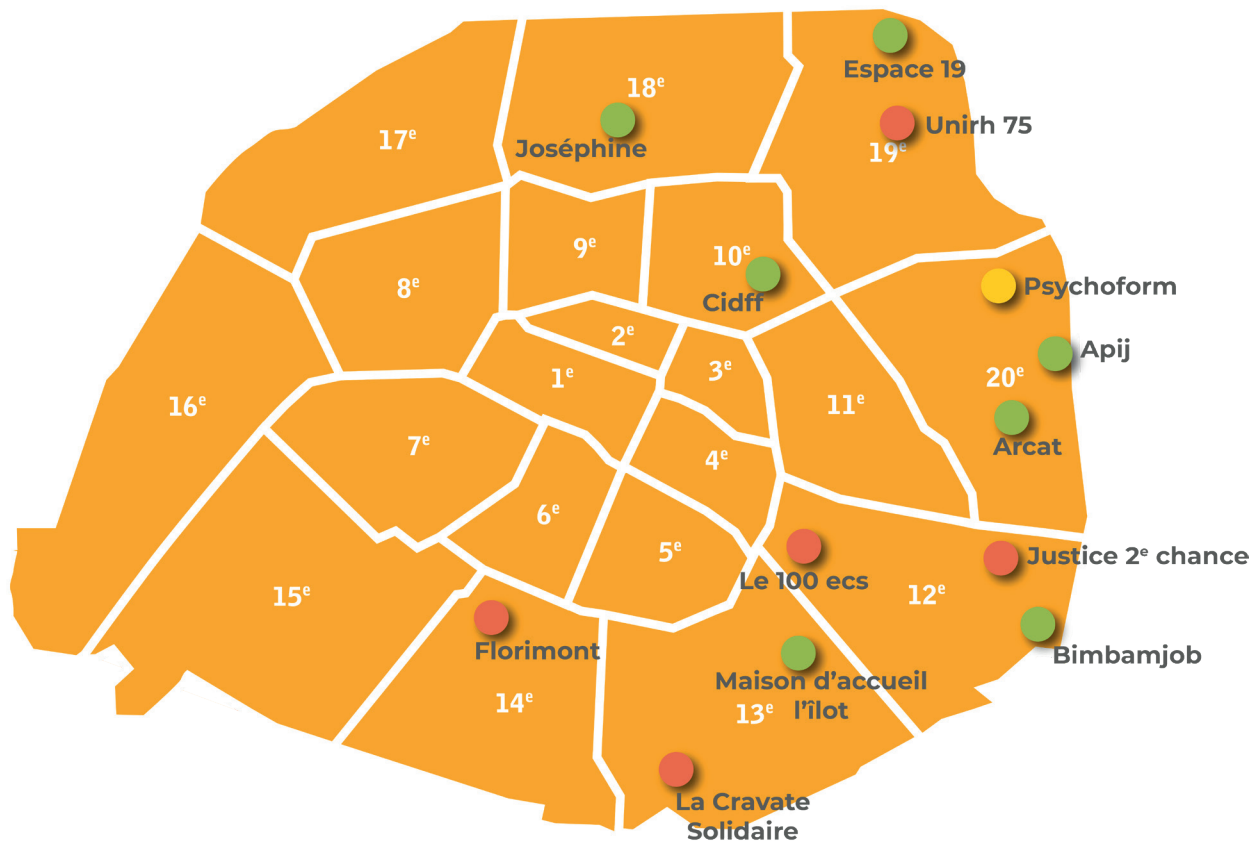 Espace 19
18ᵉ
Unirh 75
17ᵉ
Joséphine
19ᵉ
9ᵉ
10ᵉ
8ᵉ
Psychoform
Cidff
2ᵉ
Apij
3ᵉ
1ᵉ
20ᵉ
16ᵉ
11ᵉ
7ᵉ
Arcat
4ᵉ
6ᵉ
5ᵉ
Justice 2ᵉ chance
Le 100 ecs
15ᵉ
12ᵉ
Florimont
Bimbamjob
Maison d’accueil
l’îlot
14ᵉ
13ᵉ
La Cravate
Solidaire